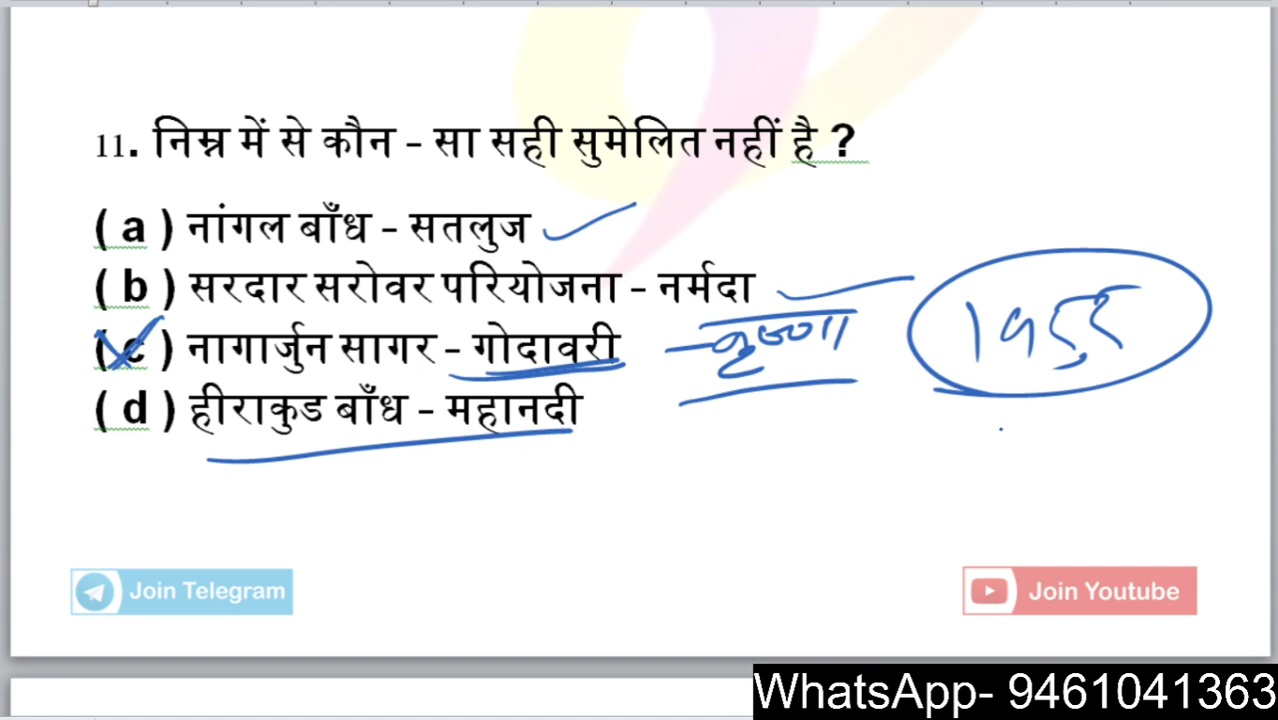 11. निम्न में से कौन - सा सही सुमेलित नहीं है ?
( a ) नांगल बाँध - सतलुज
( b ) सरदार सरोवर परियोजना - नर्मदा
( c ) नागार्जुन सागर - गोदावरी - कृष्णा 1955
( d ) हीराकुड बाँध - महानदी
Join Telegram
Join Youtube
WhatsApp- 9461041363